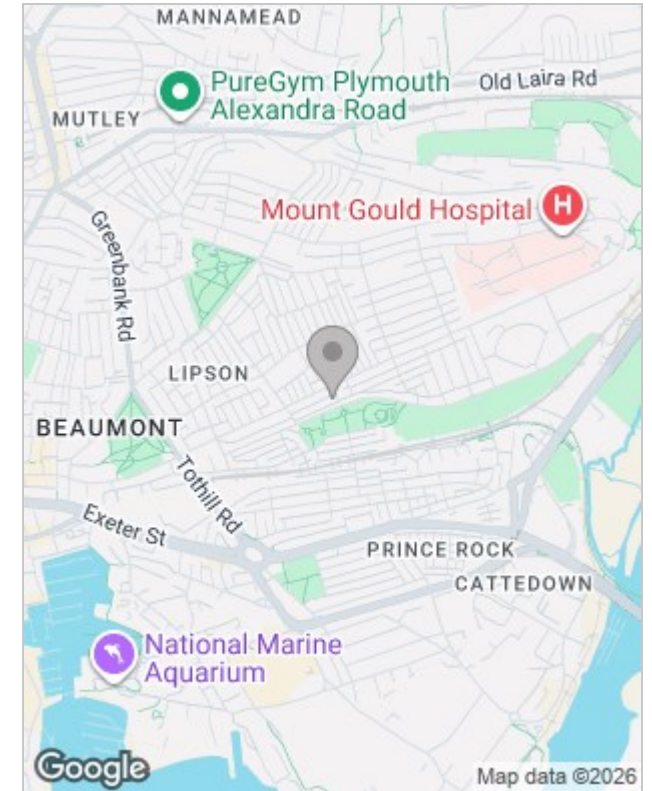 MANNAMEAD
PureGym Plymouth
Alexandra Road
Old Laira Rd
MUTLEY
Mount Gould Hospital
H
Greenbank Rd
LIPSON
BEAUMONT
Tothill Rd
Exeter St
PRINCE ROCK
CATTEDOWN
National Marine
Aquarium
Google
Map data ©2026